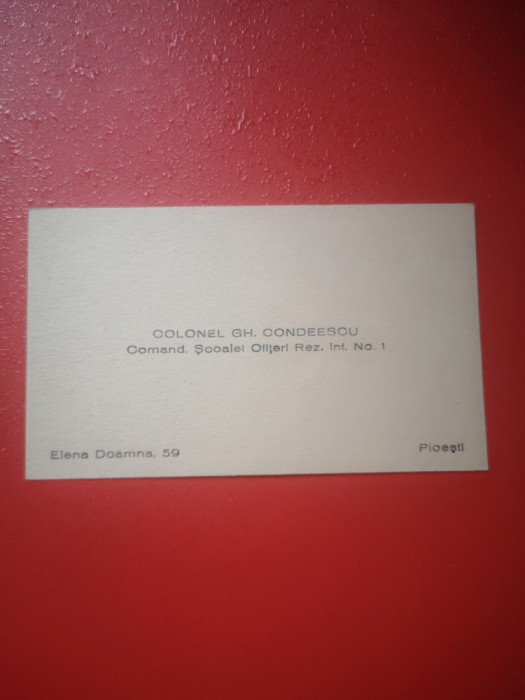 COLONEL GH. CONDEESCU
Comand. Școalei Ofițeri Rez. Inf. No. 1
Elena Doamna, 59
Ploești